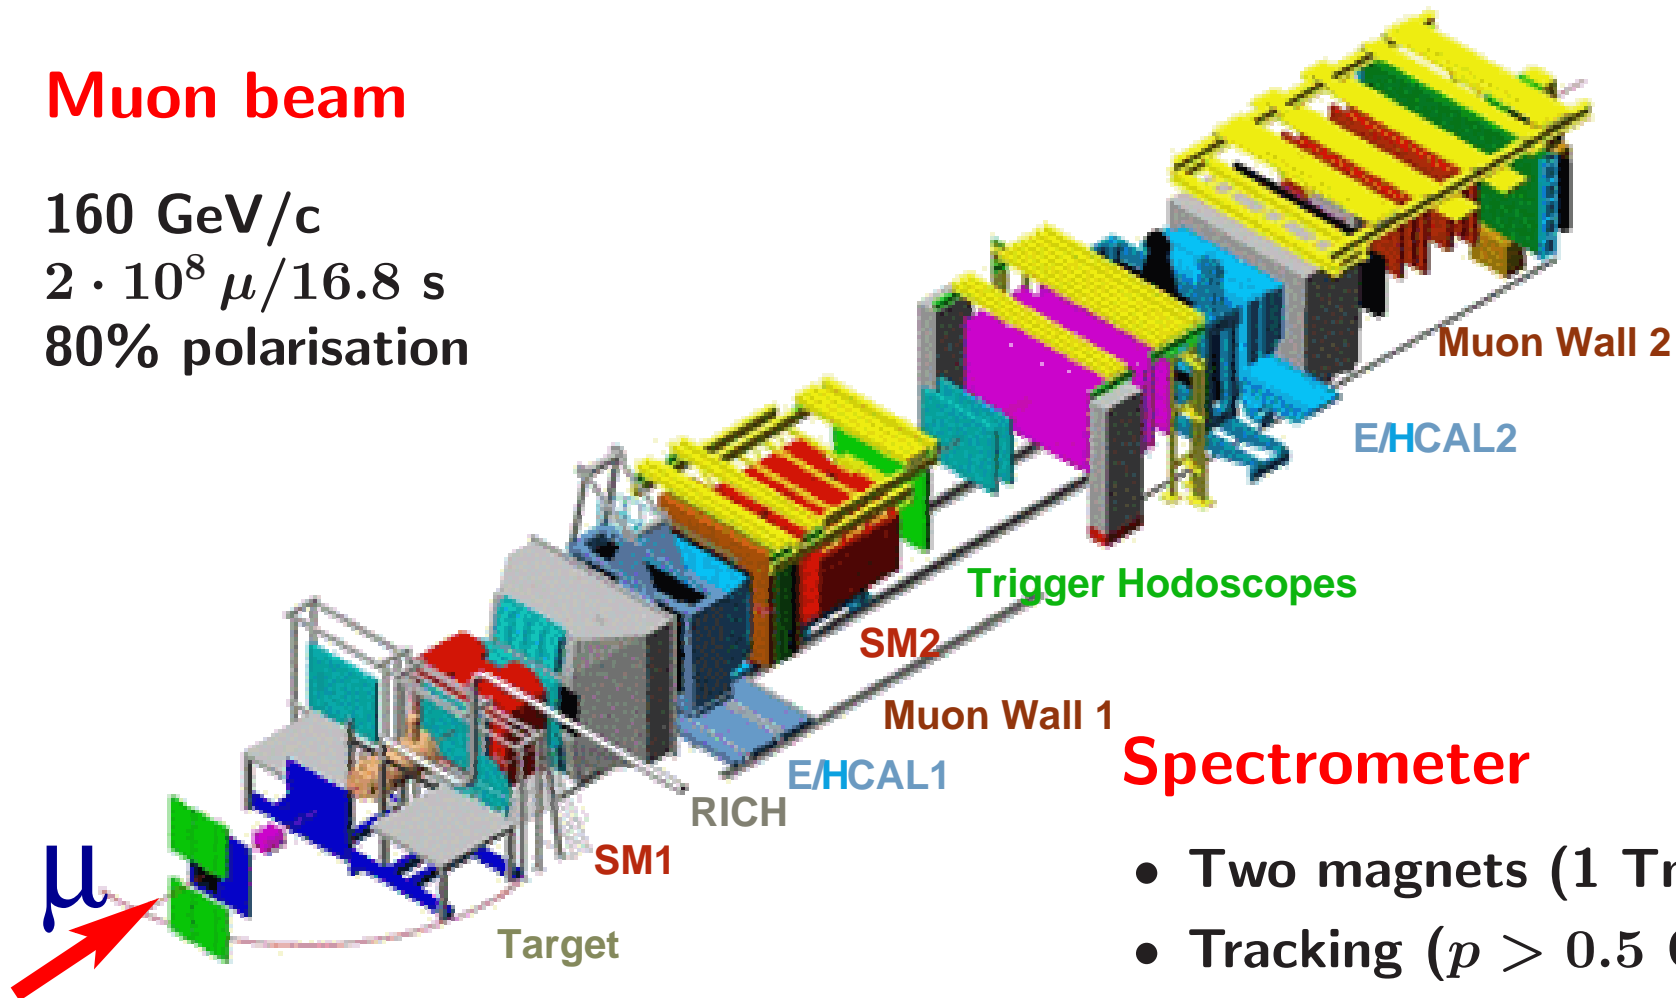 Muon beam
160 GeV/c
2 · 10⁸ μ/16.8 s
80% polarisation
Muon Wall 2
E/HCAL2
Trigger Hodoscopes
SM2
Muon Wall 1
E/HCAL1
RICH
SM1
Target
μ
Spectrometer
• Two magnets (1 T
• Tracking (p > 0.5